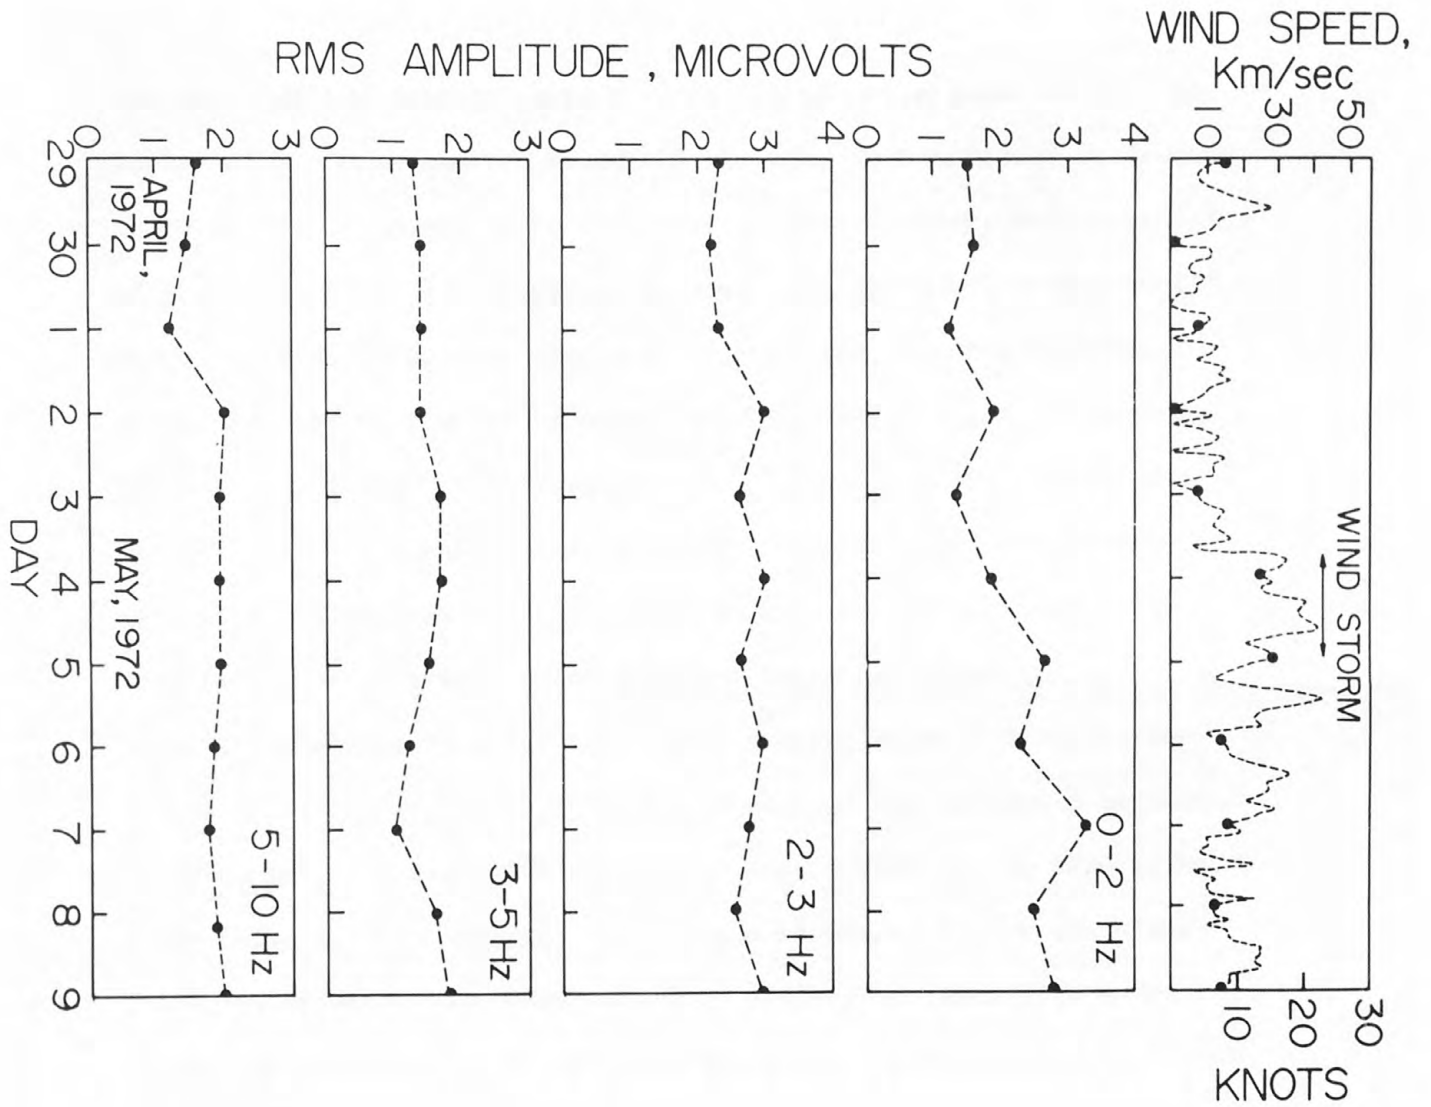 WIND SPEED,
Km/sec
10 30 50
RMS AMPLITUDE, MICROVOLTS
0 1 2 3
0 1 2 3
0 1 2 3 4
0 1 2 3 4
WIND STORM
10 20 30
KNOTS
0-2 Hz
2-3 Hz
3-5 Hz
5-10 Hz
APRIL,
1972
MAY, 1972
29 30 1 2 3 4 5 6 7 8 9
DAY